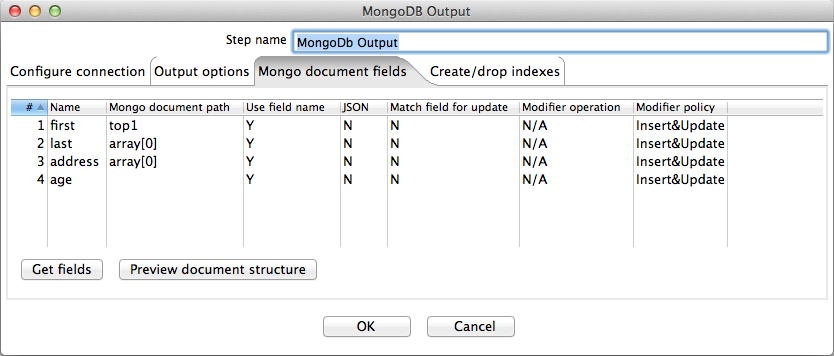 MongoDB Output
Step name MongoDb Output
Configure connection Output options Mongo document fields Create/drop indexes
# Name Mongo document path Use field name JSON Match field for update Modifier operation Modifier policy
1 first top1 Y N N N/A Insert&Update
2 last array[0] Y N N N/A Insert&Update
3 address array[0] Y N N N/A Insert&Update
4 age Y N N N/A Insert&Update
Get fields Preview document structure
OK Cancel